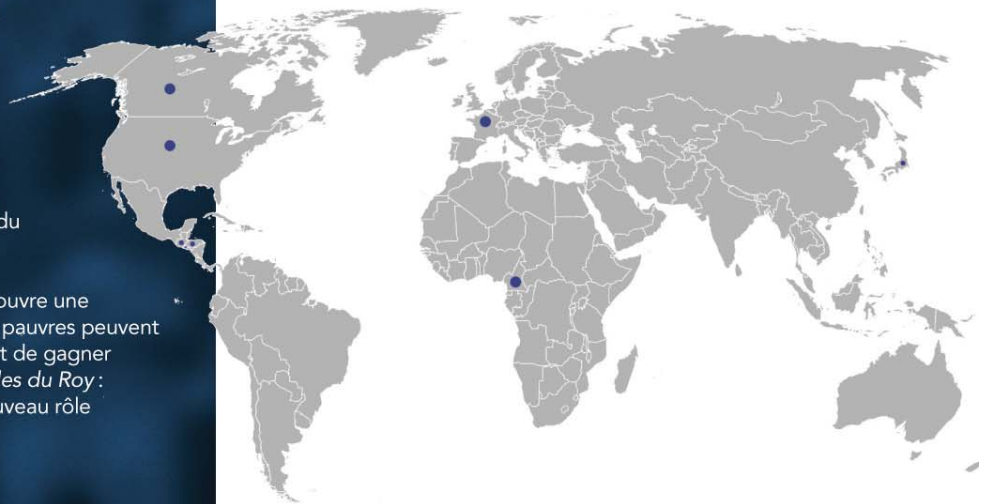 du
ouvre une
pauvres peuvent
t de gagner
les du Roy :
uveau rôle